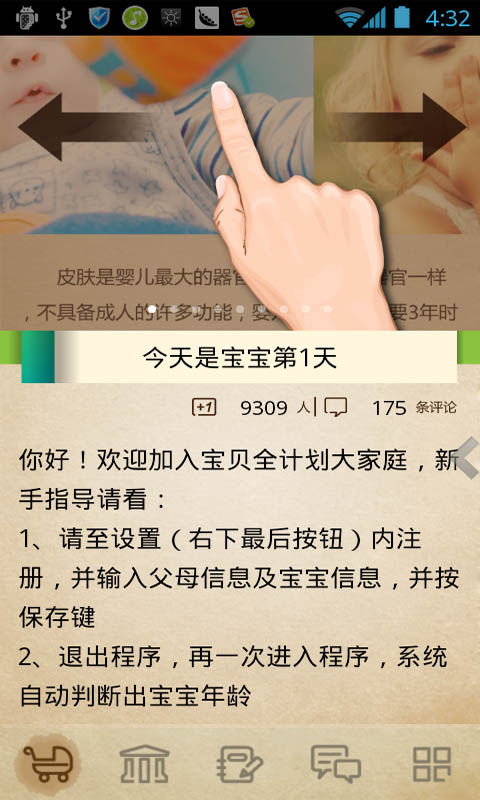 4:32
皮肤是婴儿最大的器官 器官一样
，不具备成人的许多功能，婴 要3年时
今天是宝宝第1天
+1 9309 人 175 条评论
你好！欢迎加入宝贝全计划大家庭，新
手指导请看：
1、请至设置（右下最后按钮）内注
册，并输入父母信息及宝宝信息，并按
保存键
2、退出程序，再一次进入程序，系统
自动判断出宝宝年龄